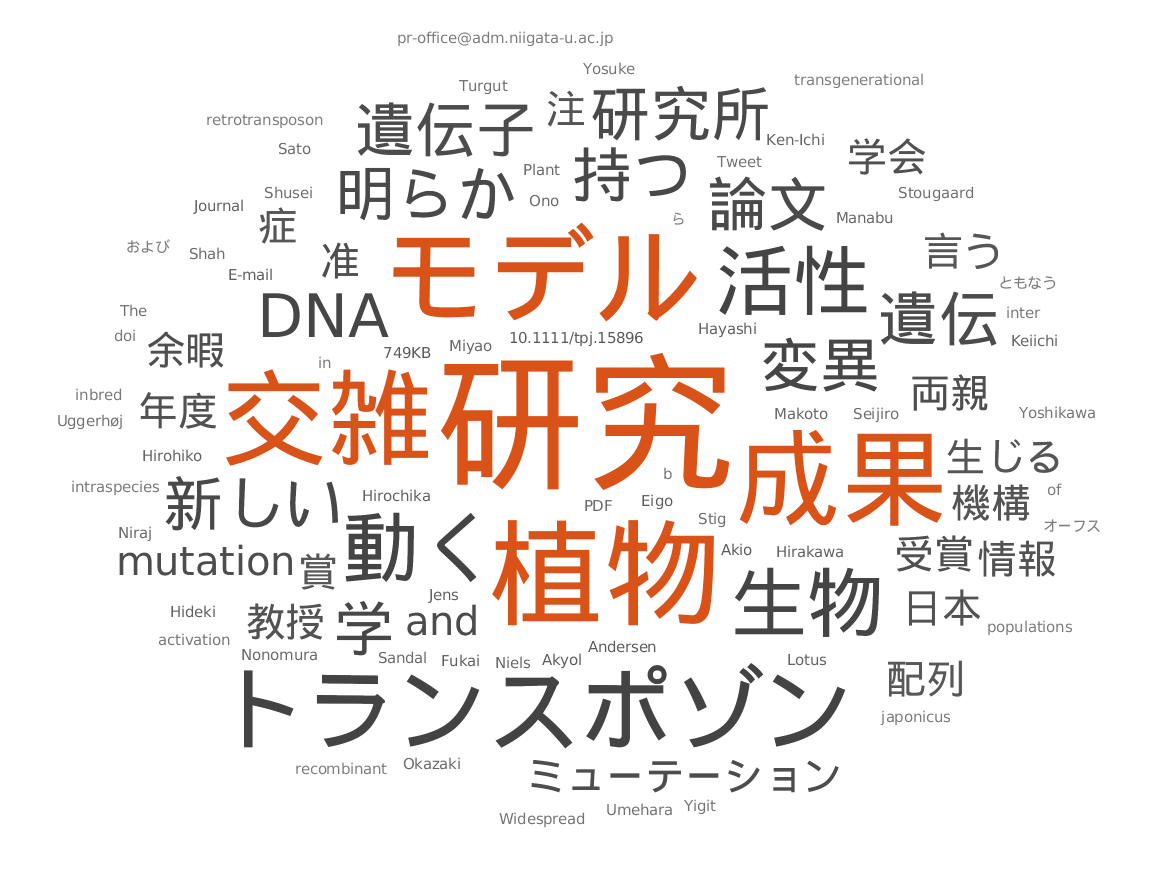 pr-office@adm.niigata-u.ac.jp
Yosuke
Turgut
transgenerational
retrotransposon
遺伝子
注
研究所
Ken-Ichi
Sato
学会
Plant
持つ
Tweet
明らか
Shusei
Journal
Ono
論文
Stougaard
症
ら
Manabu
および
Shah
准
モデル
活性
言う
E-mail
ともなう
The
DNA
遺伝
inter
doi
余暇
749KB
Miyao
10.1111/tpj.15896
Hayashi
Keiichi
in
変異
両親
inbred
Uggerhøj
年度
交雑
研究
Makoto
Seijiro
Yoshikawa
Hirohiko
成果
生じる
intraspecies
新しい
Hirochika
b
PDF
Eigo
Stig
機構
of
Niraj
動く
植物
オーフス
mutation
賞
Akio
Hirakawa
受賞
情報
Hideki
教授
学
Jens
and
生物
日本
activation
populations
Nonomura
Sandal
Fukai
Niels
Akyol
Andersen
Lotus
トランスポゾン
配列
japonicus
recombinant
Okazaki
ミューテーション
Widespread
Umehara
Yigit